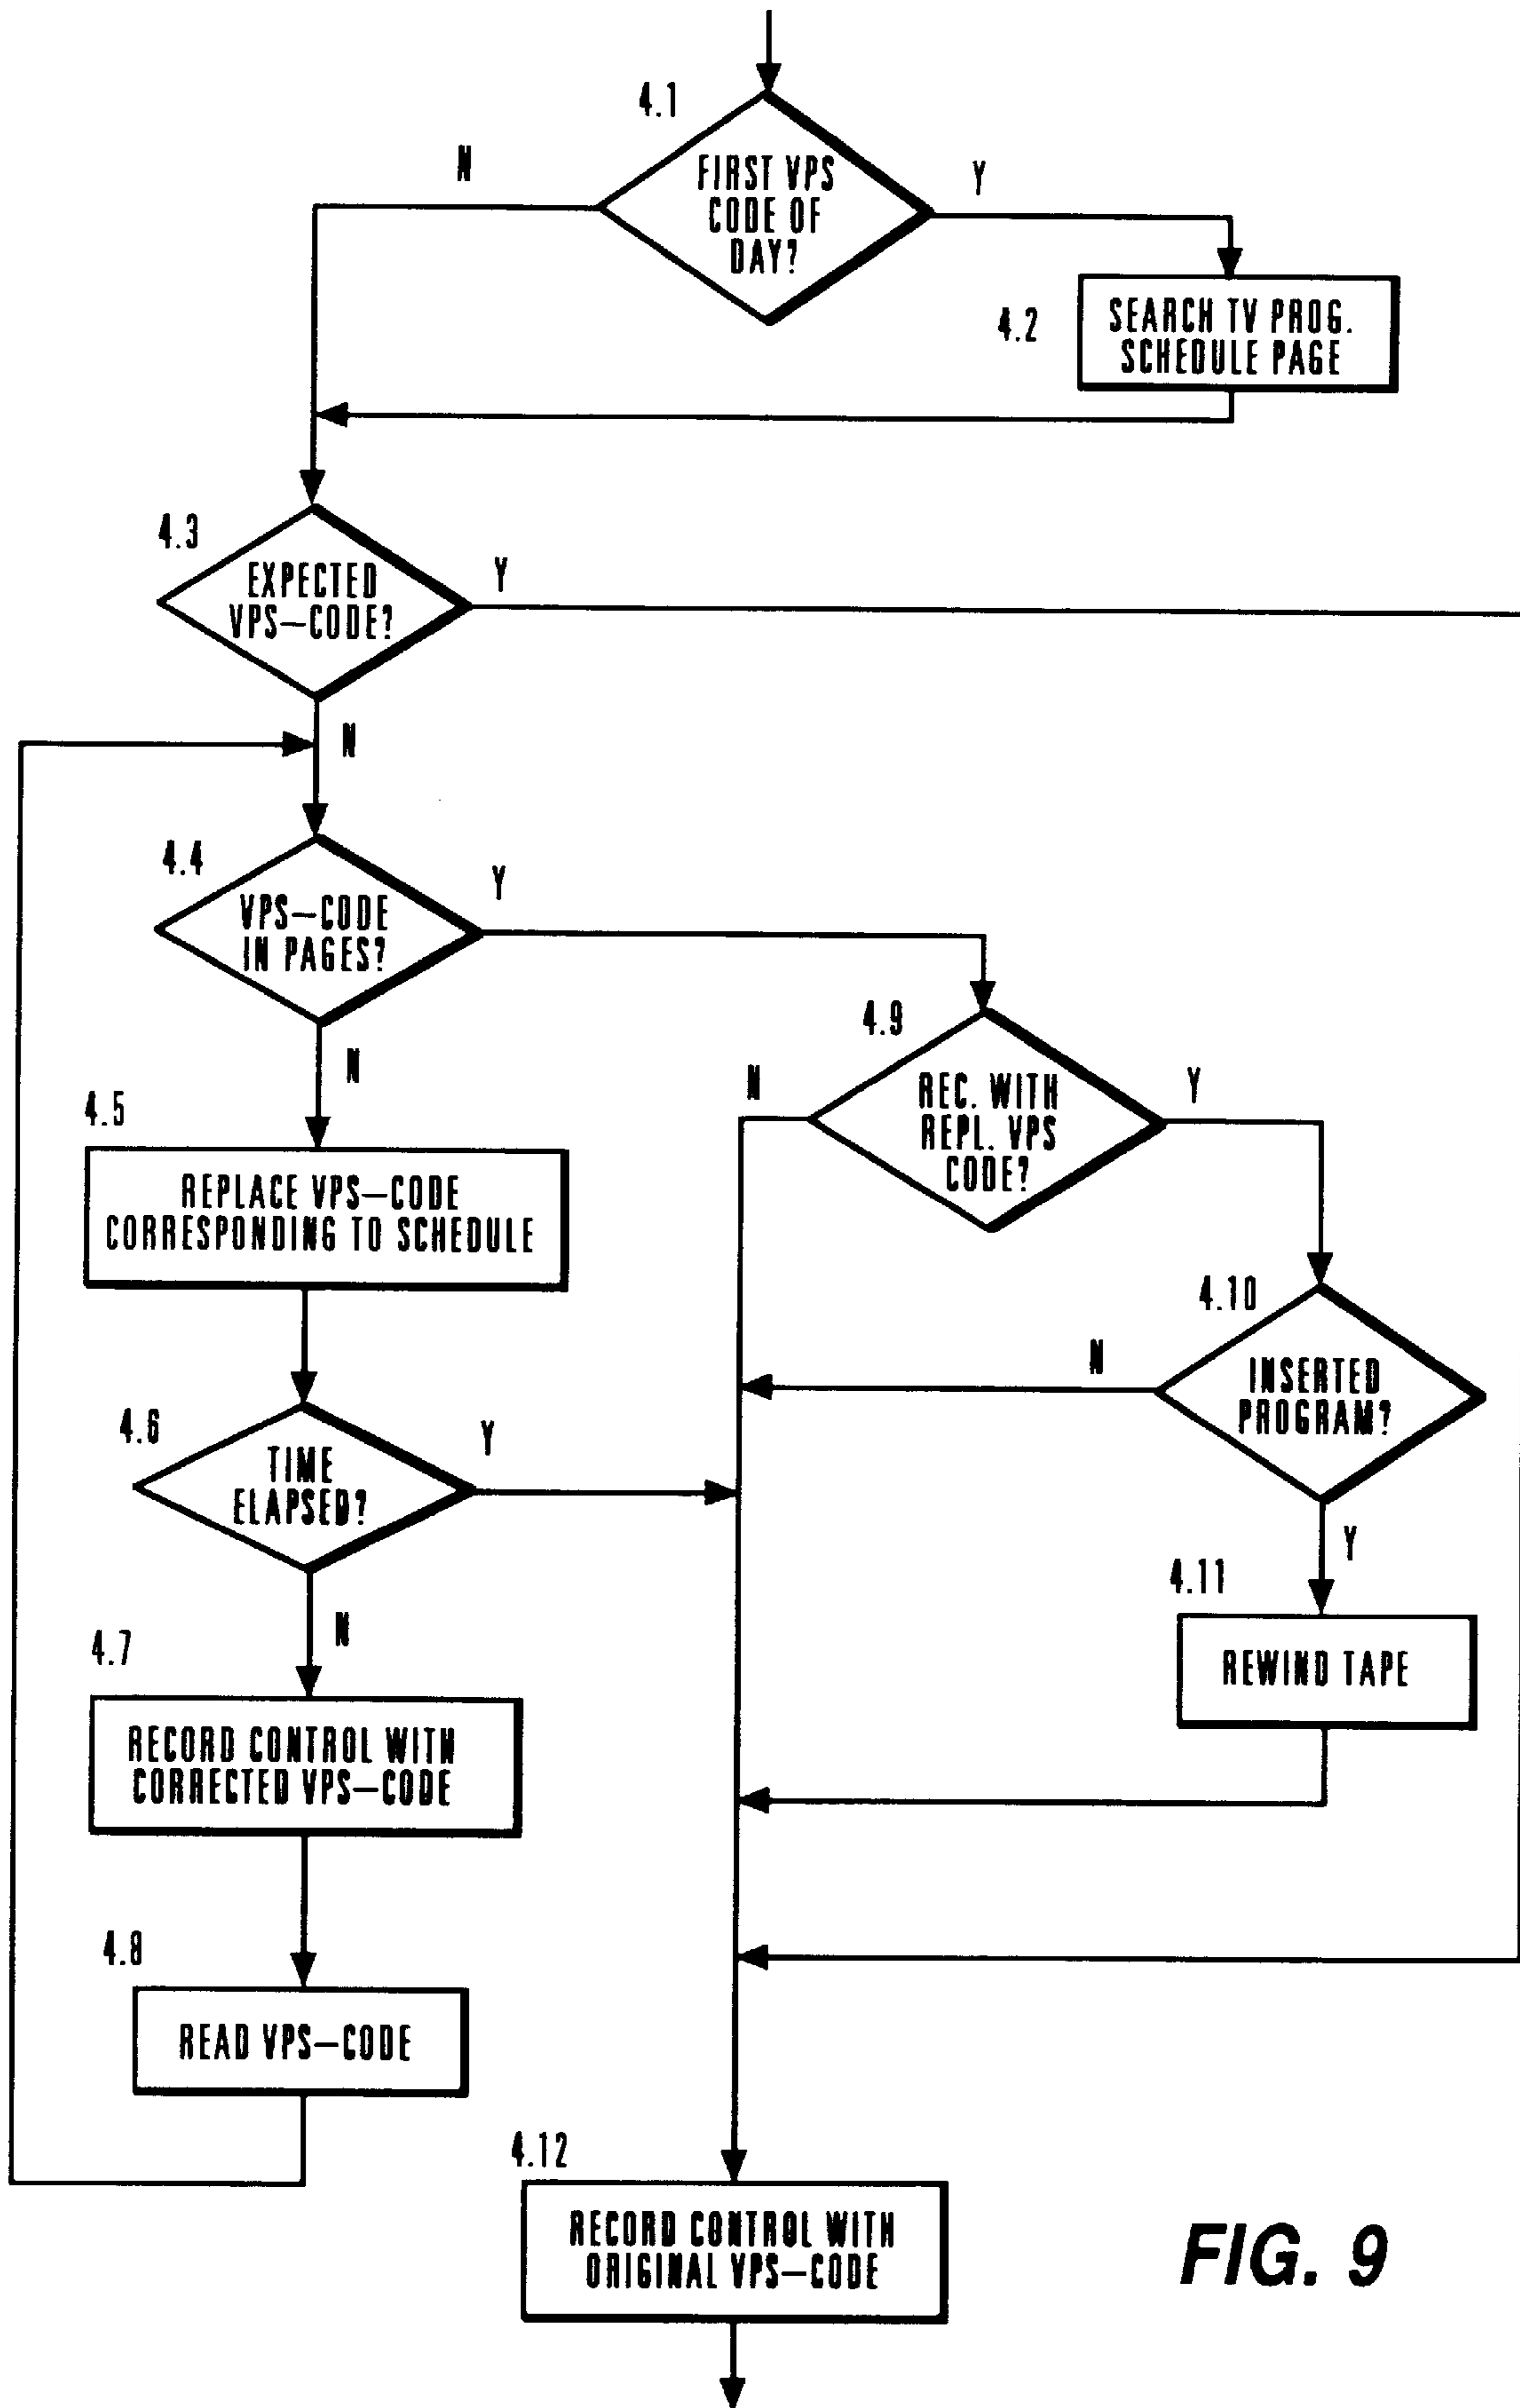 4.1
FIRST VPS
CODE OF
DAY?
N
Y
4.2
SEARCH TV PROG.
SCHEDULE PAGE
4.3
EXPECTED
VPS-CODE?
Y
N
4.4
VPS-CODE
IN PAGES?
Y
N
4.9
REC. WITH
REPL. VPS
CODE?
N
Y
4.5
REPLACE VPS-CODE
CORRESPONDING TO SCHEDULE
4.10
INSERTED
PROGRAM?
N
Y
4.6
TIME
ELAPSED?
Y
N
4.11
REWIND TAPE
4.7
RECORD CONTROL WITH
CORRECTED VPS-CODE
4.8
READ VPS-CODE
4.12
RECORD CONTROL WITH
ORIGINAL VPS-CODE
FIG. 9